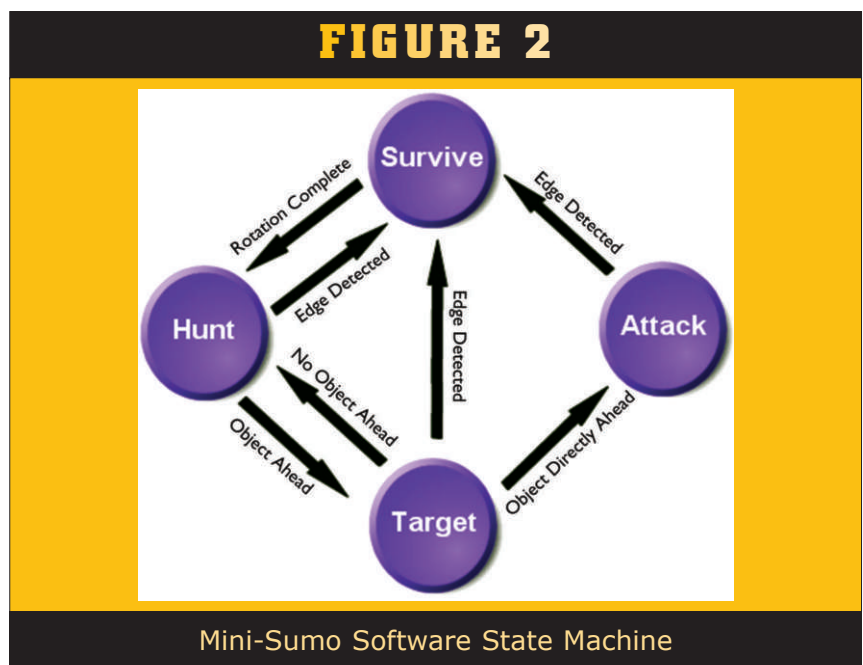 FIGURE 2
Survive
Rotation Complete
Edge Detected
Edge Detected
Edge Detected
Hunt
Attack
No Object Ahead
Object Ahead
Object Directly Ahead
Target
Mini-Sumo Software State Machine